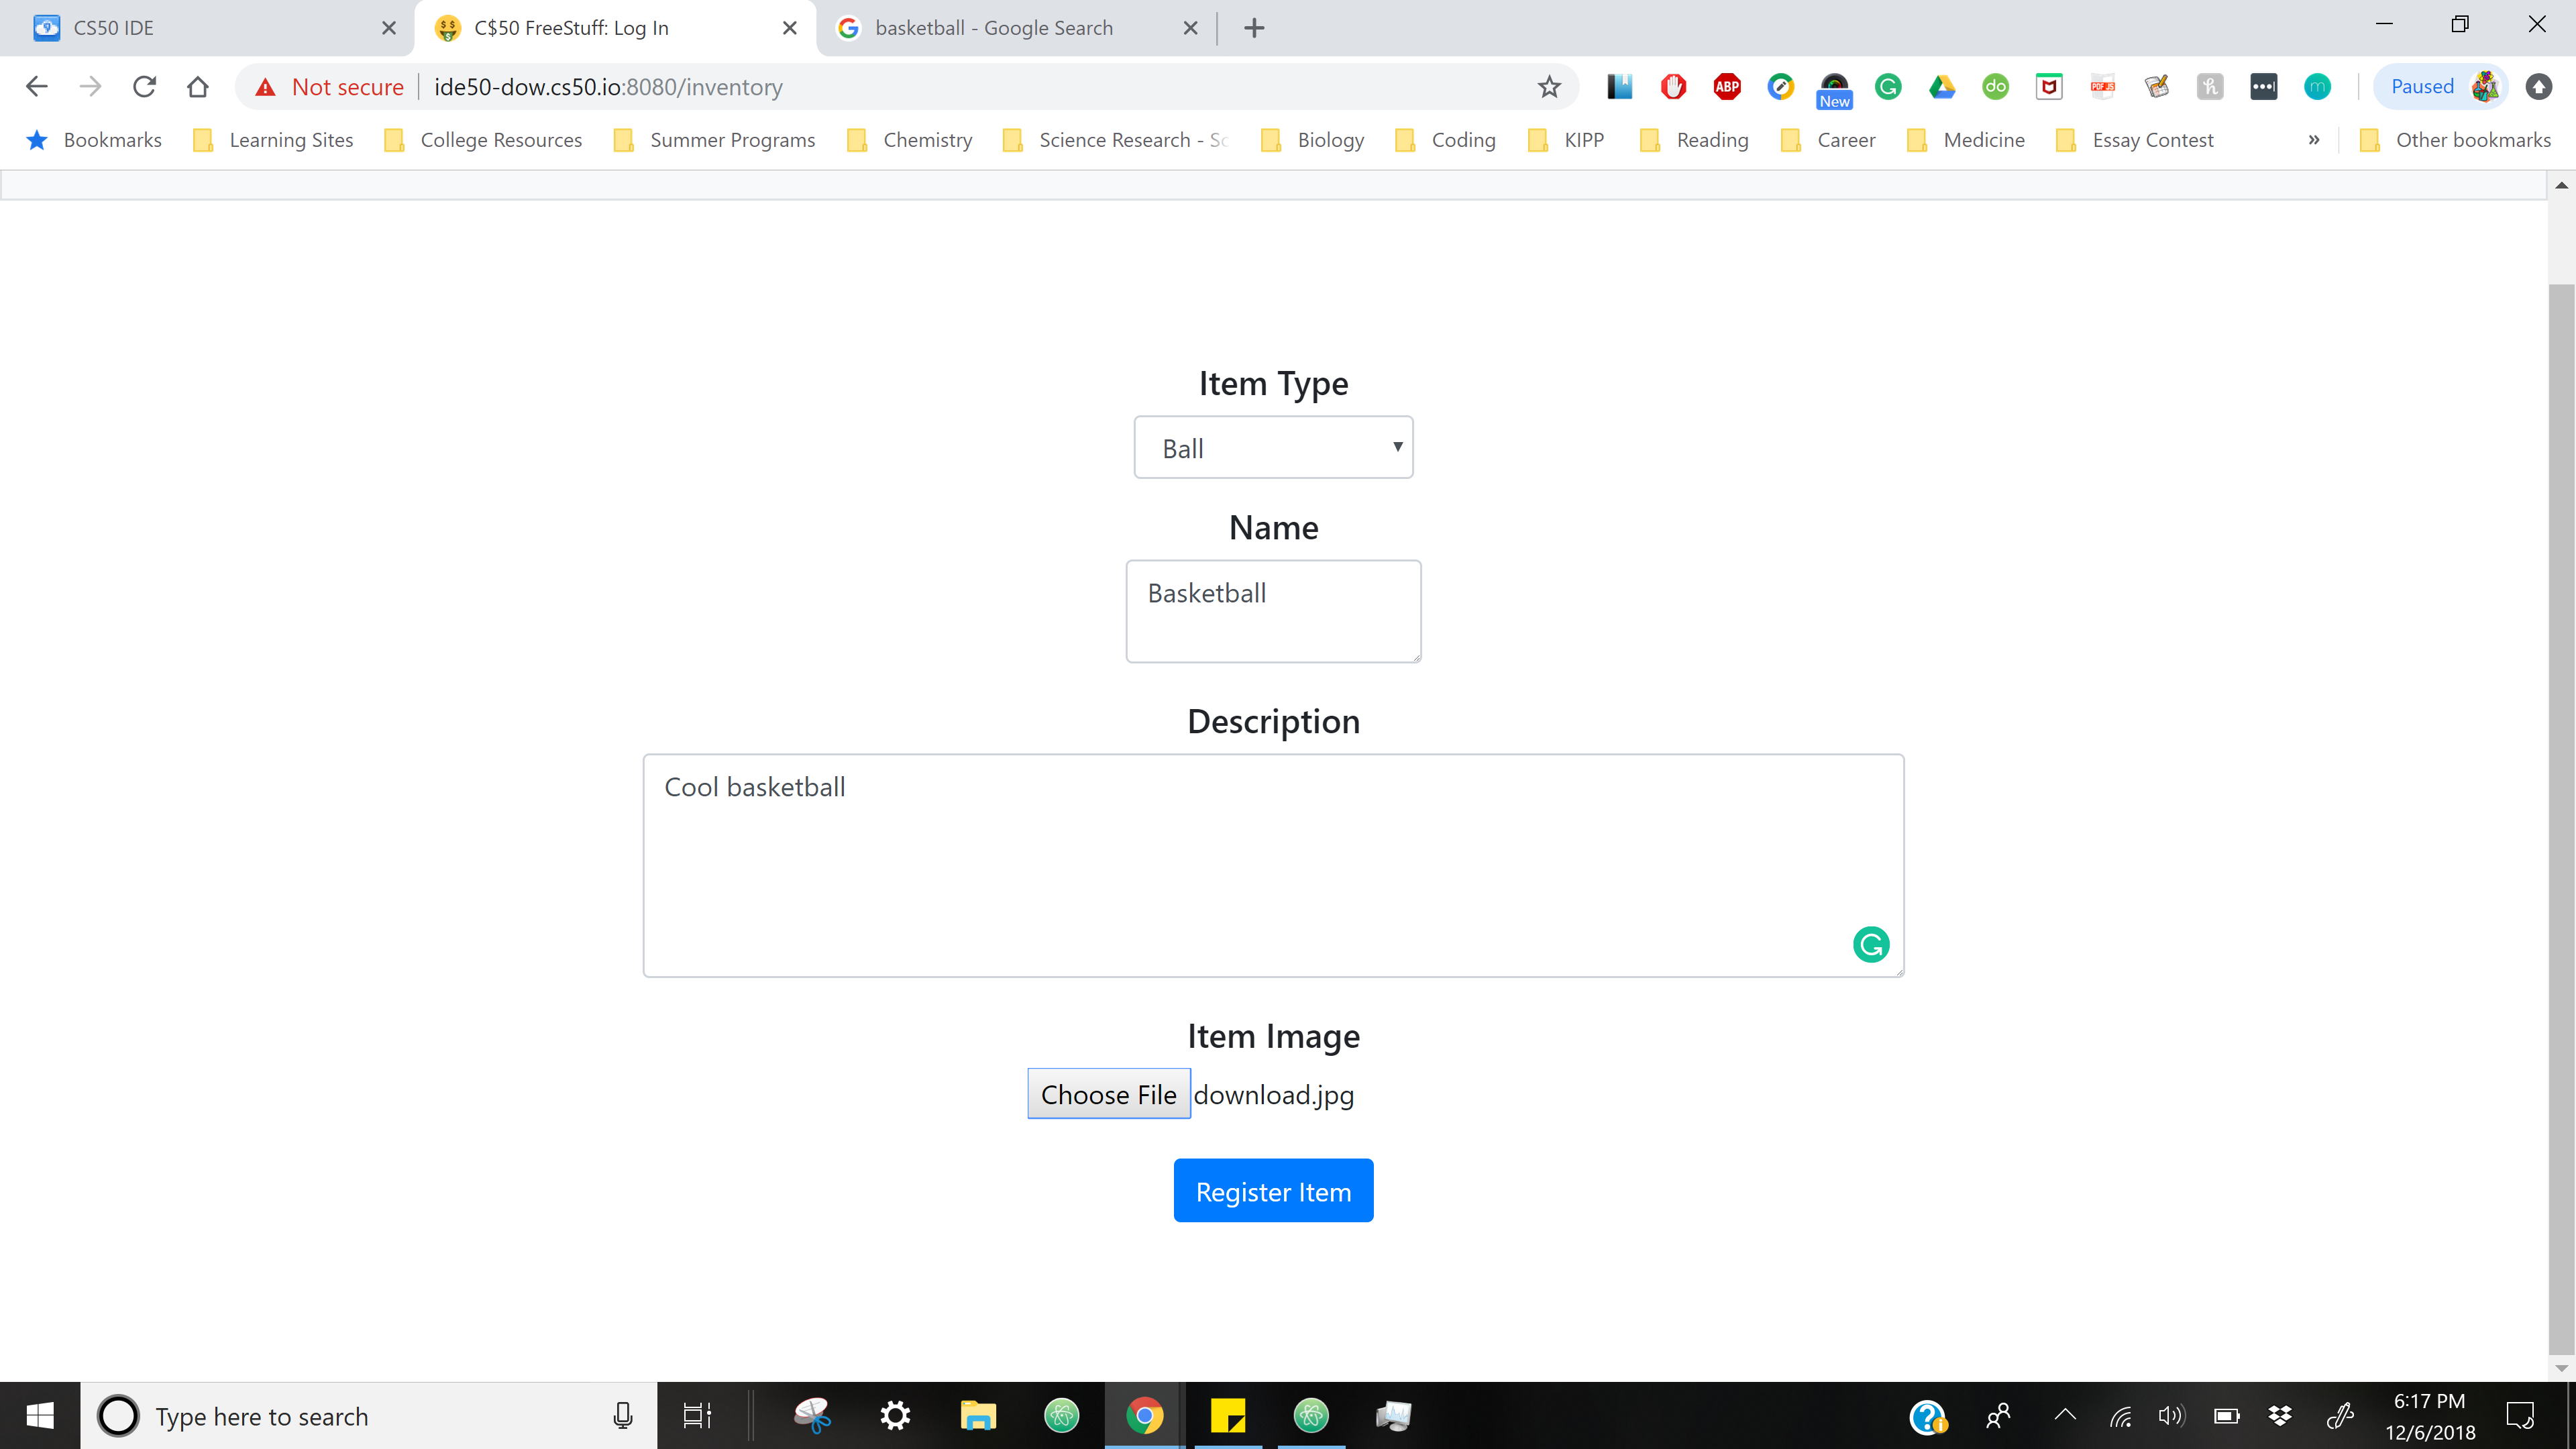 CS50 IDE
C$50 FreeStuff: Log In
basketball - Google Search
Not secure
ide50-dow.cs50.io:8080/inventory
ABP
New
do
PDF JS
m
Paused
Bookmarks
Learning Sites
College Resources
Summer Programs
Chemistry
Science Research - Sc
Biology
Coding
KIPP
Reading
Career
Medicine
Essay Contest
»
Other bookmarks
Item Type
Ball
Name
Basketball
Description
Cool basketball
Item Image
Choose File download.jpg
Register Item
Type here to search
6:17 PM
12/6/2018